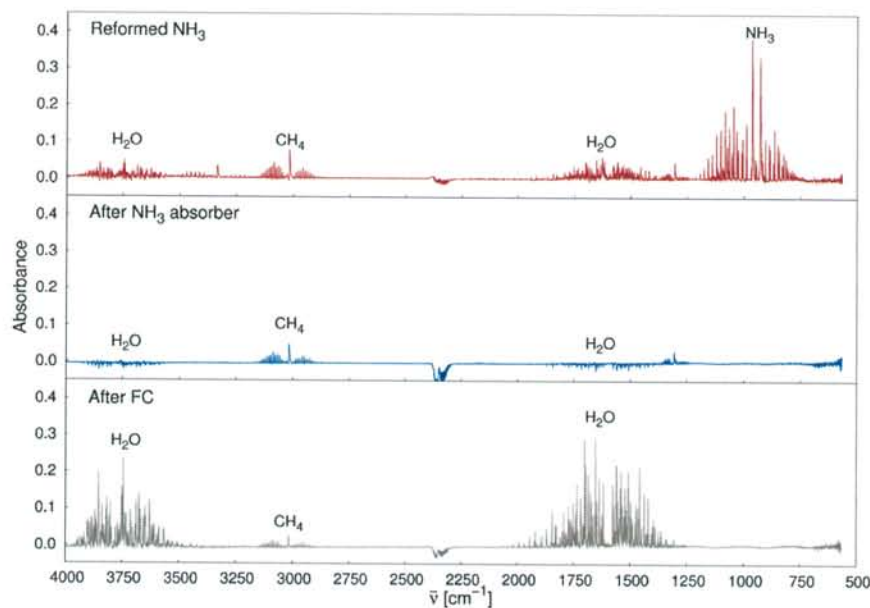 Reformed NH₃
NH₃
H₂O
CH₄
H₂O
0.4
0.3
0.2
0.1
0.0
After NH₃ absorber
H₂O
CH₄
H₂O
0.4
0.3
0.2
0.1
0.0
Absorbance
After FC
H₂O
H₂O
CH₄
0.4
0.3
0.2
0.1
0.0
4000 3750 3500 3250 3000 2750 2500 2250 2000 1750 1500 1250 1000 750 500
ν̄ [cm⁻¹]